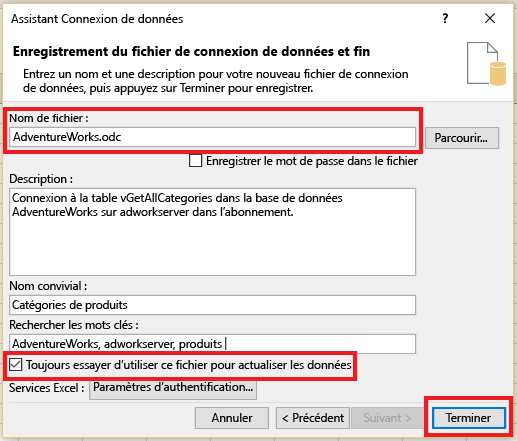 Assistant Connexion de données
?
Enregistrement du fichier de connexion de données et fin
Entrez un nom et une description pour votre nouveau fichier de connexion
de données, puis appuyez sur Terminer pour enregistrer.
Nom de fichier :
AdventureWorks.odc
Parcourir...
Enregistrer le mot de passe dans le fichier
Description :
Connexion à la table vGetAllCategories dans la base de données
AdventureWorks sur adworkserver dans l'abonnement.
Nom convivial :
Catégories de produits
Rechercher les mots clés :
AdventureWorks, adworkserver, produits
Toujours essayer d'utiliser ce fichier pour actualiser les données
Services Excel : Paramètres d'authentification...
Annuler < Précédent Suivant > Terminer